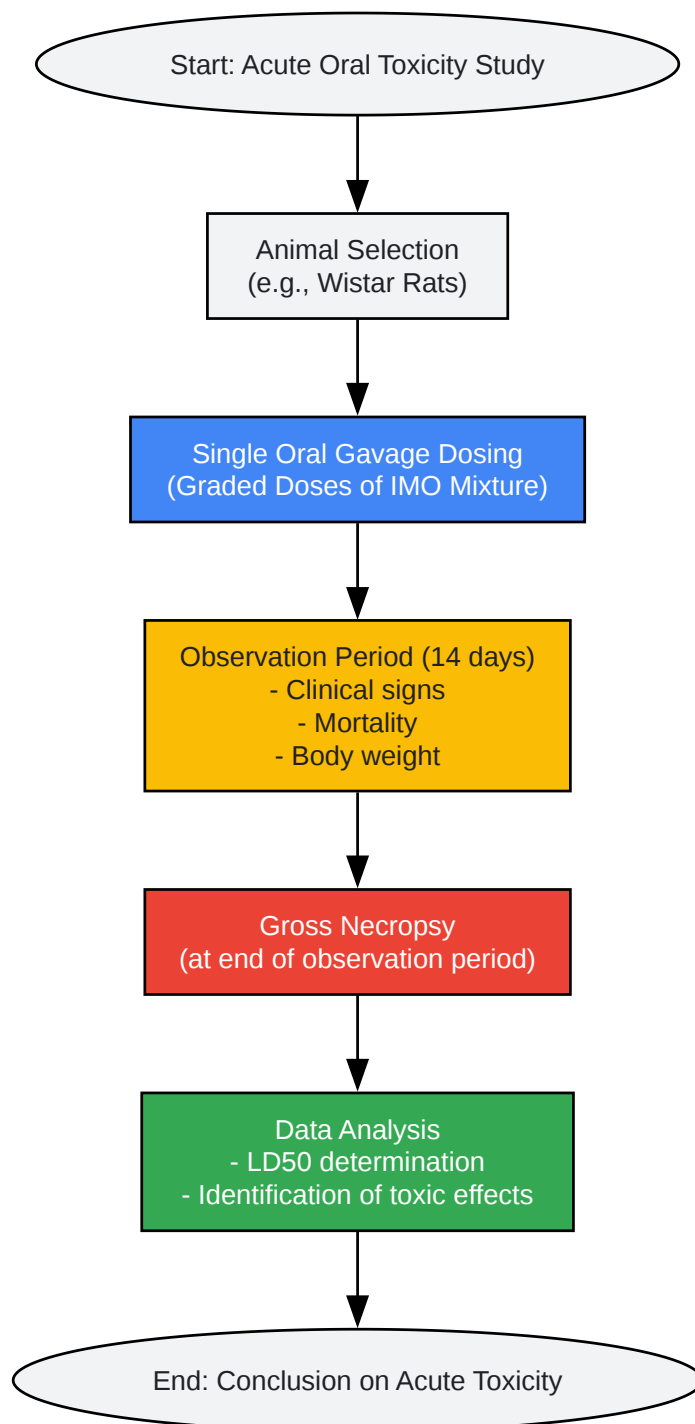 Start: Acute Oral Toxicity Study
Animal Selection
(e.g., Wistar Rats)
Single Oral Gavage Dosing
(Graded Doses of IMO Mixture)
Observation Period (14 days)
- Clinical signs
- Mortality
- Body weight
Gross Necropsy
(at end of observation period)
Data Analysis
- LD50 determination
- Identification of toxic effects
End: Conclusion on Acute Toxicity